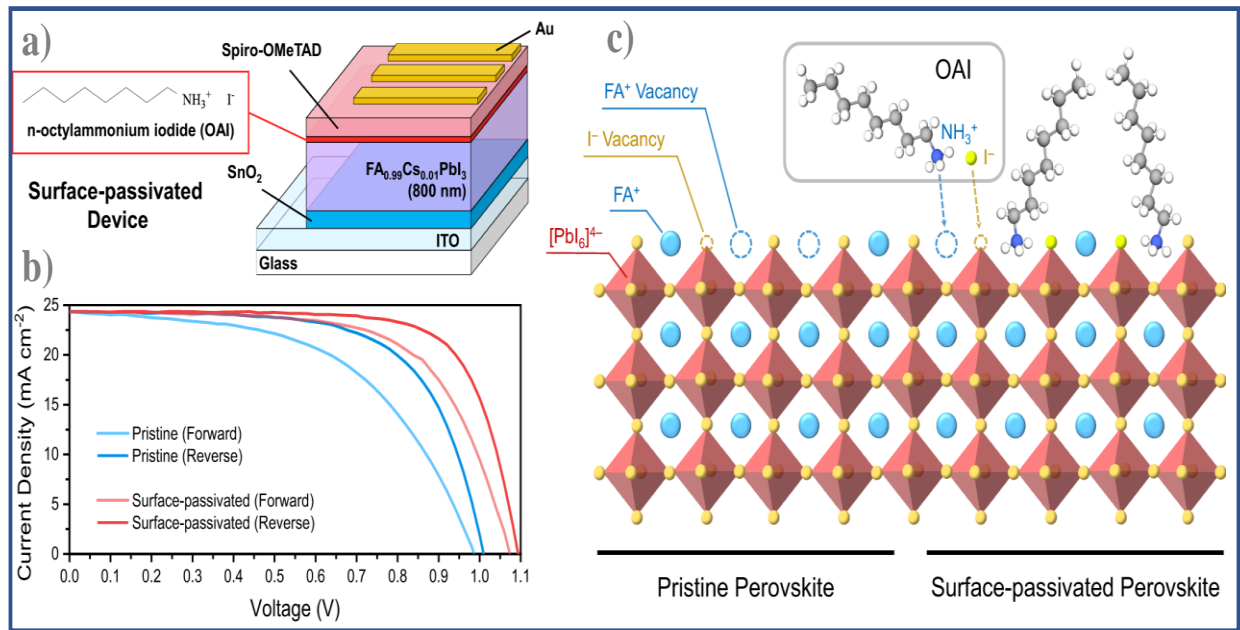 a)
Au
Spiro-OMeTAD
NH₃⁺ I⁻
n-octylammonium iodide (OAI)
Surface-passivated
Device
SnO₂
FA₀.₉₉Cs₀.₀₁PbI₃
(800 nm)
ITO
Glass
b)
Current Density (mA cm⁻²)
25
20
15
10
5
0
Pristine (Forward)
Pristine (Reverse)
Surface-passivated (Forward)
Surface-passivated (Reverse)
0.0 0.1 0.2 0.3 0.4 0.5 0.6 0.7 0.8 0.9 1.0 1.1
Voltage (V)
c)
OAI
NH₃⁺
I⁻
FA⁺ Vacancy
I⁻ Vacancy
FA⁺
[PbI₆]⁴⁻
Pristine Perovskite
Surface-passivated Perovskite